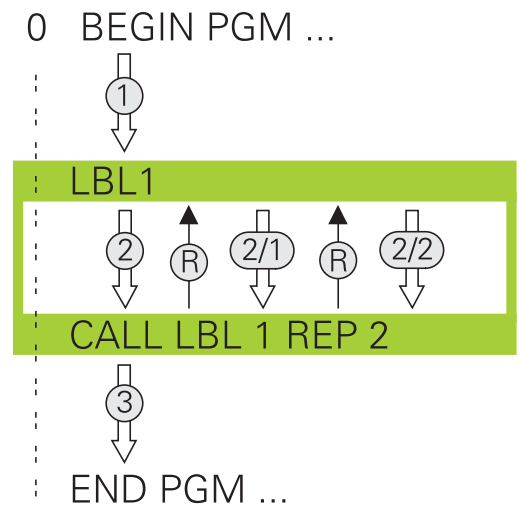 0 BEGIN PGM ...
1
LBL1
2 R 2/1 R 2/2
CALL LBL 1 REP 2
3
END PGM ...